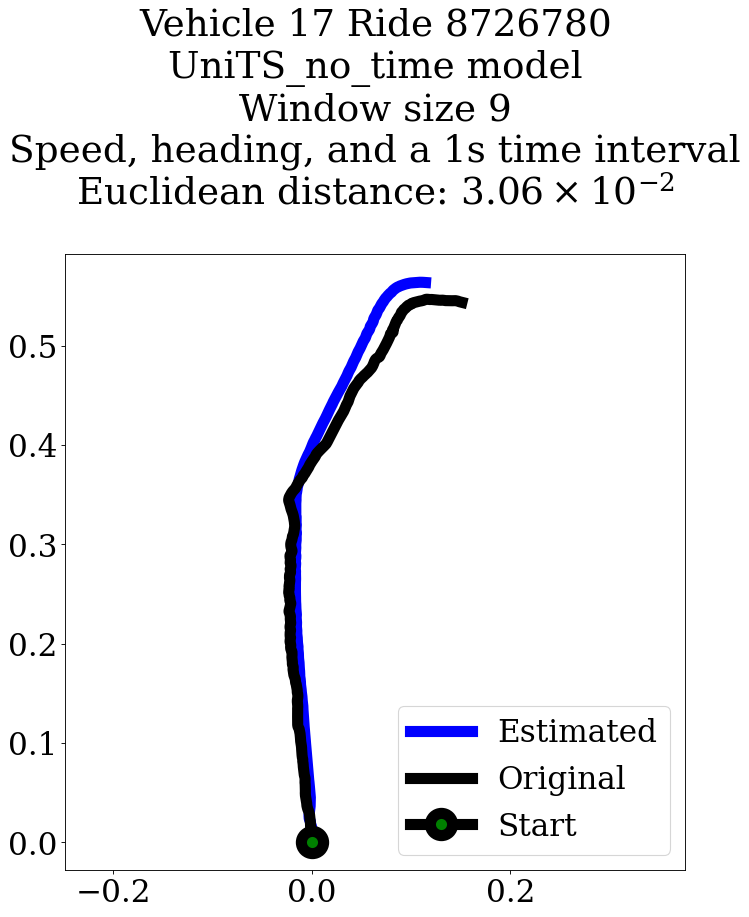 Vehicle 17 Ride 8726780
UniTS_no_time model
Window size 9
Speed, heading, and a 1s time interval
Euclidean distance: 3.06 × 10⁻²
0.5
0.4
0.3
0.2
0.1
0.0
−0.2 0.0 0.2
Estimated
Original
Start